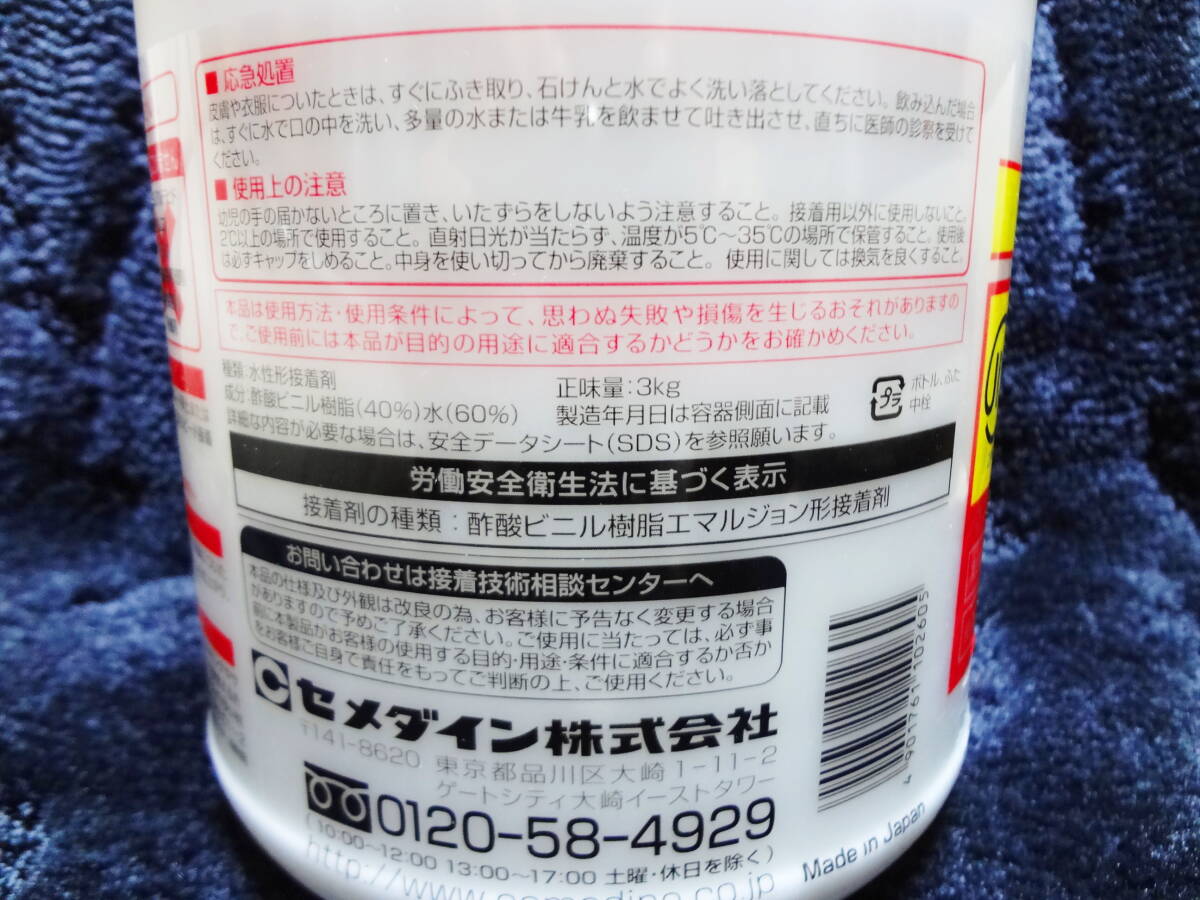 ■応急処置
皮膚や衣服についたときは、すぐにふき取り、石けんと水でよく洗い落としてください。飲み込んだ場合
は、すぐに水で口の中を洗い、多量の水または牛乳を飲ませて吐き出させ、直ちに医師の診察を受けて
ください。
■使用上の注意
幼児の手の届かないところに置き、いたずらをしないよう注意すること。接着用以外に使用しないこと。
2℃以上の場所で使用すること。直射日光が当たらず、温度が5℃〜35℃の場所で保管すること。使用後
は必ずキャップをしめること。中身を使い切ってから廃棄すること。使用に関しては換気を良くすること。
本品は使用方法・使用条件によって、思わぬ失敗や損傷を生じるおそれがありますの
で、ご使用前には本品が目的の用途に適合するかどうかをお確かめください。
種類:水性形接着剤
成分:酢酸ビニル樹脂(40%)水(60%)
正味量:3kg
製造年月日は容器側面に記載
プラ
ボトル、ふた
中栓
詳細な内容が必要な場合は、安全データシート(SDS)を参照願います。
労働安全衛生法に基づく表示
接着剤の種類:酢酸ビニル樹脂エマルジョン形接着剤
お問い合わせは接着技術相談センターへ
本品の仕様及び外観は改良の為、お客様に予告なく変更する場合
がありますので予めご了承ください。ご使用に当たっては、必ず事
前に本製品がお客様の使用する目的・用途・条件に適合するか否か
をお客様ご自身で責任をもってご判断の上、ご使用ください。
セメダイン株式会社
〒141-8620 東京都品川区大崎1-11-2
ゲートシティ大崎イーストタワー
0120-58-4929
(10:00~12:00 13:00~17:00 土曜・休日を除く)
http://www.cemedine.co.jp
4 901761 102605
Made in Japan